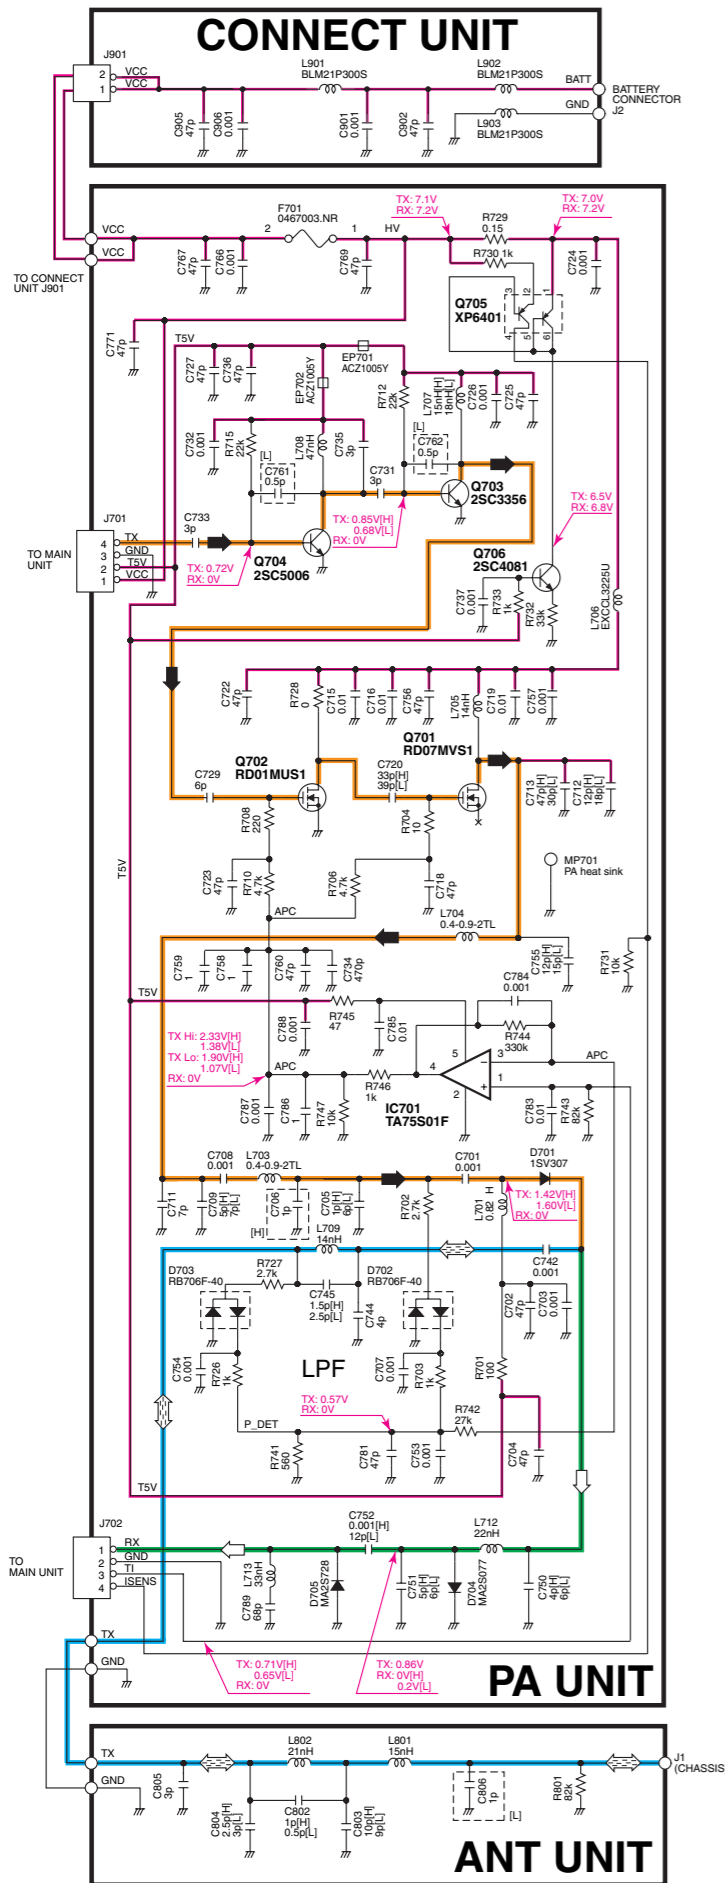 CONNECT UNIT
J901
VCC
2
VCC
1
L901
BLM21P300S
L902
BLM21P300S
BATT
BATTERY
CONNECTOR
J2
GND
L903
BLM21P300S
C905
47p
C906
0.001
C901
0.001
C902
47p
TX: 7.1V
RX: 7.2V
TX: 7.0V
RX: 7.2V
F701
0467003.NR
2
1
HV
R729
0.15
R730 1k
VCC
VCC
TO CONNECT
UNIT J901
C767
47p
C766
0.001
C769
47p
C724
0.001
Q705
XP6401
3
2
1
4
5
6
C771
47p
T5V
EP701
ACZ1005Y
C727
47p
C736
47p
EP702
ACZ1005Y
R712
22k
L707
15nH[H]
18nH[L]
C726
0.001
C725
47p
C732
0.001
R715
22k
L708
47nH
C735
3p
[L]
C761
0.5p
[L]
C762
0.5p
C731
3p
Q703
2SC3356
TX: 0.85V[H]
0.68V[L]
RX: 0V
TX: 6.5V
RX: 6.8V
J701
TX
4
GND
3
T5V
2
VCC
1
TO MAIN
UNIT
C733
3p
Q704
2SC5006
TX: 0.72V
RX: 0V
Q706
2SC4081
C737
0.001
R733
1k
R732
33k
L706
EXCCL3225U
C722
47p
R728
0
C715
0.01
C716
0.01
C756
47p
L705
14nH
C719
0.01
C757
0.001
Q702
RD01MUS1
Q701
RD07MVS1
C729
6p
C720
33p[H]
39p[L]
C713
47p[H]
30p[L]
C712
12p[H]
18p[L]
R708
220
R704
10
C723
47p
R710
4.7k
R706
4.7k
C718
47p
MP701
PA heat sink
T5V
APC
L704
0.4-0.9-2TL
C759
1
C758
1
C760
47p
C734
470p
C755
12p[H]
15p[L]
R731
10k
T5V
C788
0.001
R745
47
C785
0.01
C784
0.001
R744
330k
TX Hi: 2.33V[H]
1.38V[L]
TX Lo: 1.90V[H]
1.07V[L]
RX: 0V
APC
4
5
3
1
2
APC
R746
1k
IC701
TA75S01F
C787
0.001
C786
1
R747
10k
C783
0.01
R743
82k
C708
0.001
L703
0.4-0.9-2TL
C701
0.001
D701
1SV307
C711
7p
C709
5p[H]
7p[L]
C706
1p
[H]
C705
1p[H]
6p[L]
R702
2.7k
L701
0.82 H
TX: 1.42V[H]
1.60V[L]
RX: 0V
L709
14nH
C742
0.001
D703
RB706F-40
R727
2.7k
D702
RB706F-40
C745
1.5p[H]
2.5p[L]
C744
4p
C702
47p
C703
0.001
C754
0.001
R726
1k
LPF
C707
0.001
R703
1k
R701
100
TX: 0.57V
RX: 0V
P_DET
R742
27k
R741
560
C781
47p
C753
0.001
C704
47p
T5V
J702
RX
1
GND
2
TI
3
ISENS
4
TO
MAIN UNIT
C752
0.001[H]
12p[L]
L712
22nH
L713
33nH
C789
68p
D705
MA2S728
C751
5p[H]
6p[L]
D704
MA2S077
C750
4p[H]
6p[L]
TX
GND
TX: 0.71V[H]
0.65V[L]
RX: 0V
TX: 0.86V
RX: 0V[H]
0.2V[L]
PA UNIT
TX
GND
L802
21nH
L801
15nH
J1
(CHASSIS
C805
3p
C804
2.5p[H]
3p[L]
C802
1p[H]
0.5p[L]
C803
10p[H]
9p[L]
C806
1p
[L]
R801
82k
ANT UNIT